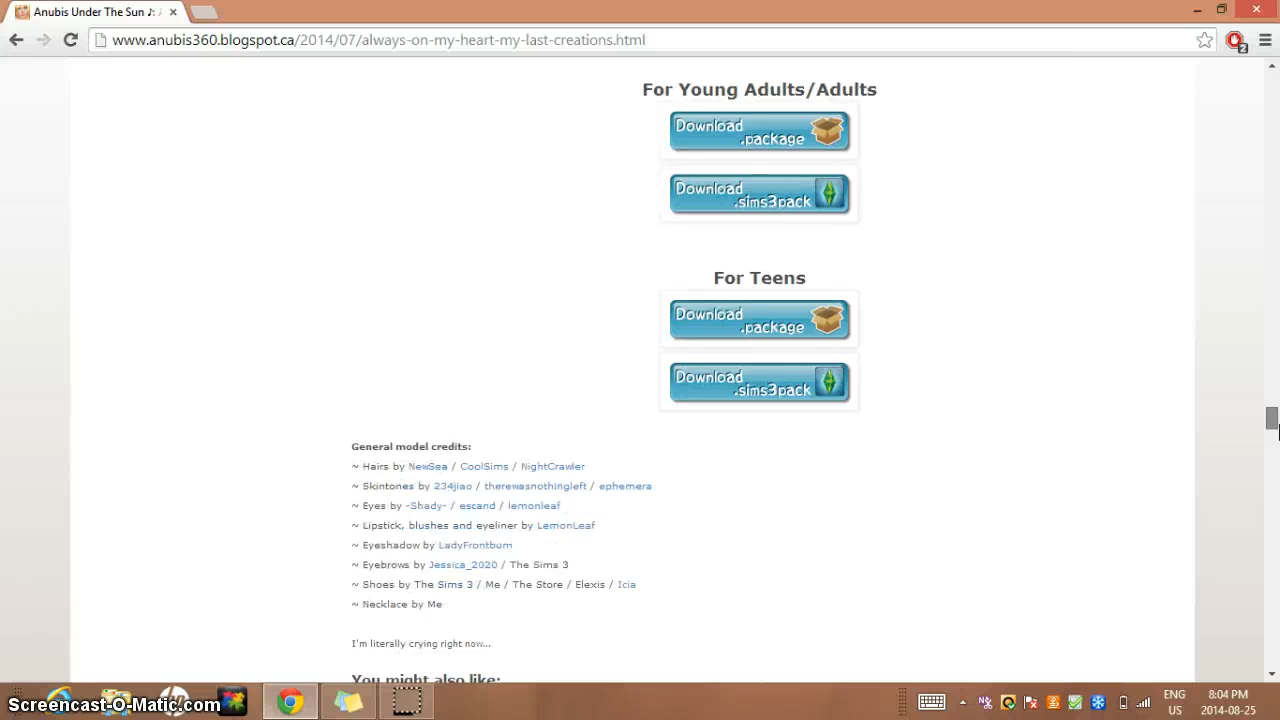 Anubis Under The Sun ♪:
www.anubis360.blogspot.ca/2014/07/always-on-my-heart-my-last-creations.html
2
For Young Adults/Adults
Download
.package
Download
.sims3pack
For Teens
Download
.package
Download
.sims3pack
General model credits:
~ Hairs by NewSea / CoolSims / NightCrawler
~ Skintones by 234jiao / therewasnothingleft / ephemera
~ Eyes by -Shady- / escand / lemonleaf
~ Lipstick, blushes and eyeliner by LemonLeaf
~ Eyeshadow by LadyFrontbum
~ Eyebrows by Jessica_2020 / The Sims 3
~ Shoes by The Sims 3 / Me / The Store / Elexis / Icia
~ Necklace by Me
I'm literally crying right now...
You might also like:
Screencast-O-Matic.com
ENG
US
8:04 PM
2014-08-25